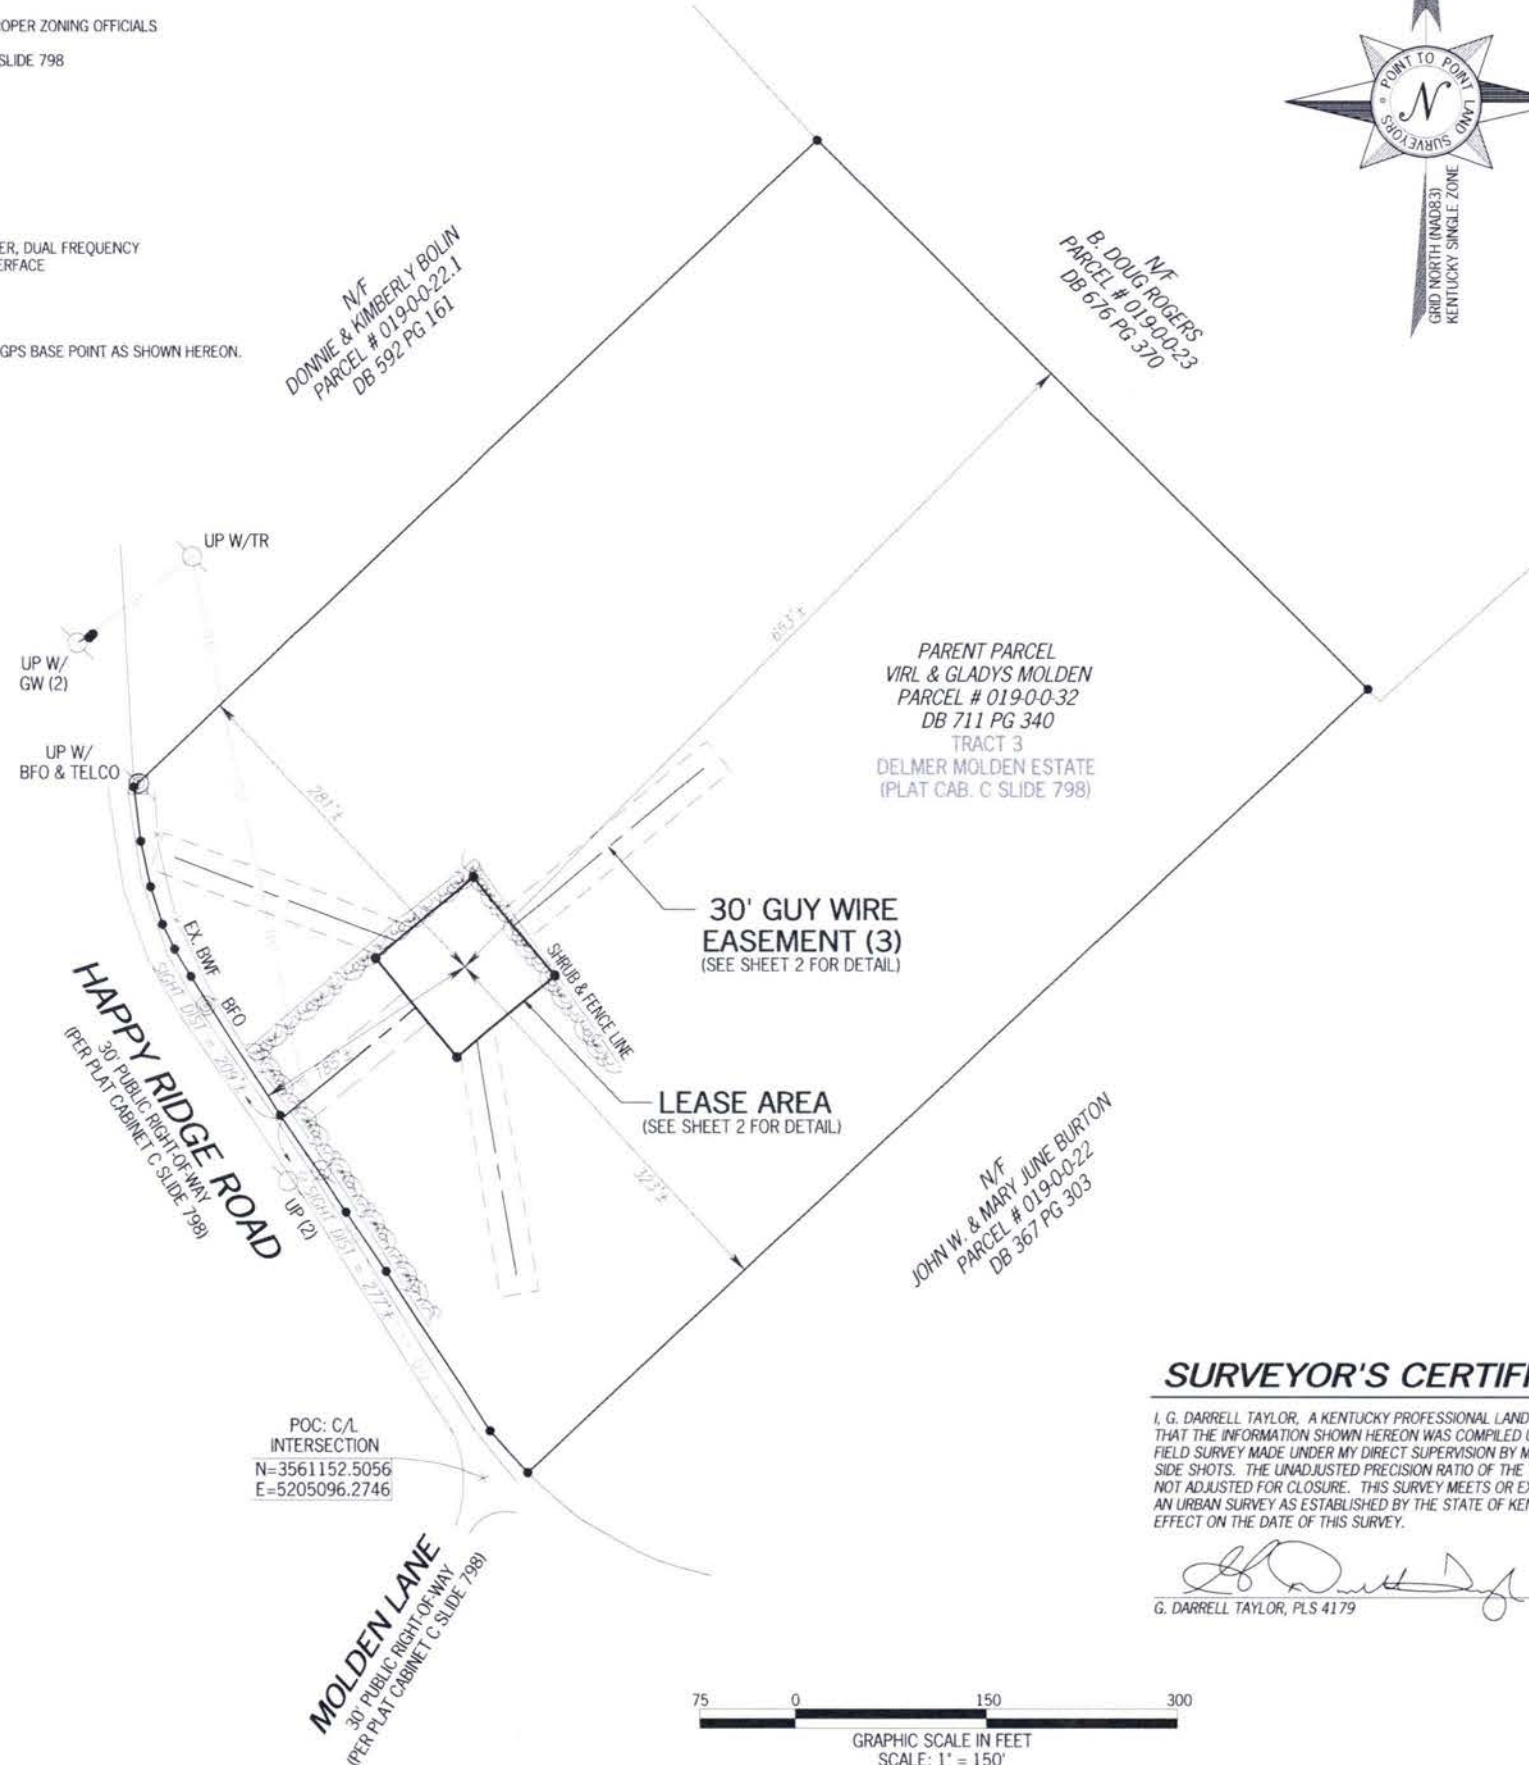 OPER ZONING OFFICIALS
SLIDE 798
ER, DUAL FREQUENCY
ERFACE
GPS BASE POINT AS SHOWN HEREON.
POINT TO POINT LAND SURVEYORS
N
GRID NORTH (NAD83)
KENTUCKY SINGLE ZONE
N/F
DONNIE & KIMBERLY BOLIN
PARCEL # 019-0-0-22.1
DB 592 PG 161
N/F
B. DOUG ROGERS
PARCEL # 019-0-0-23
DB 676 PG 370
UP W/TR
UP W/
GW (2)
UP W/
BFO & TELCO
653'±
281'±
PARENT PARCEL
VIRL & GLADYS MOLDEN
PARCEL # 019-0-0-32
DB 711 PG 340
TRACT 3
DELMER MOLDEN ESTATE
(PLAT CAB. C SLIDE 798)
30' GUY WIRE
EASEMENT (3)
(SEE SHEET 2 FOR DETAIL)
EX. BWF
BFO
SHRUB & FENCE LINE
SIGHT DIST = 209'±
185'±
HAPPY RIDGE ROAD
30' PUBLIC RIGHT-OF-WAY
(PER PLAT CABINET C SLIDE 798)
LEASE AREA
(SEE SHEET 2 FOR DETAIL)
UP (2)
SIGHT DIST = 277'±
323'±
N/F
JOHN W. & MARY JUNE BURTON
PARCEL # 019-0-0-22
DB 367 PG 303
POC: C/L
INTERSECTION
N=3561152.5056
E=5205096.2746
MOLDEN LANE
30' PUBLIC RIGHT-OF-WAY
(PER PLAT CABINET C SLIDE 798)
SURVEYOR'S CERTIFI
I, G. DARRELL TAYLOR, A KENTUCKY PROFESSIONAL LAND
THAT THE INFORMATION SHOWN HEREON WAS COMPILED U
FIELD SURVEY MADE UNDER MY DIRECT SUPERVISION BY M
SIDE SHOTS. THE UNADJUSTED PRECISION RATIO OF THE
NOT ADJUSTED FOR CLOSURE. THIS SURVEY MEETS OR EX
AN URBAN SURVEY AS ESTABLISHED BY THE STATE OF KEN
EFFECT ON THE DATE OF THIS SURVEY.
G. DARRELL TAYLOR, PLS 4179
75 0 150 300
GRAPHIC SCALE IN FEET
SCALE: 1" = 150'